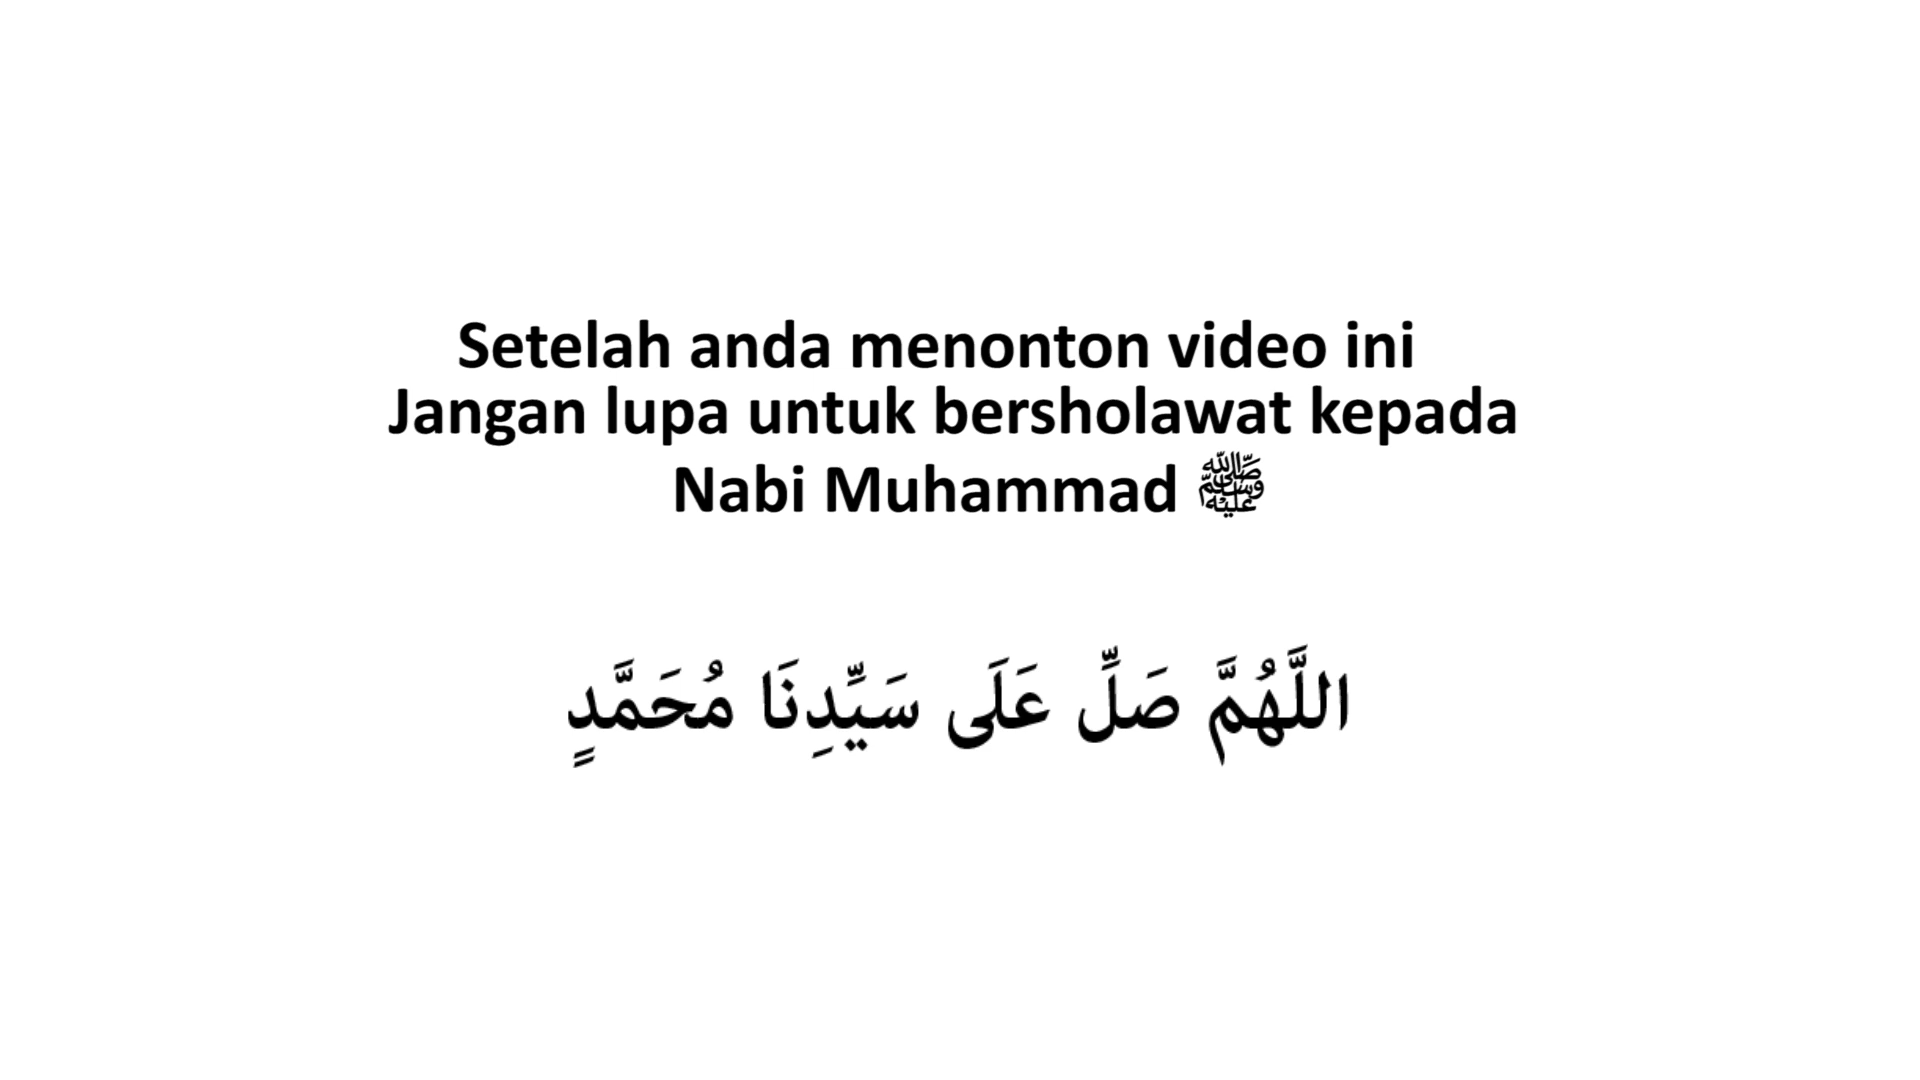 Setelah anda menonton video ini
Jangan lupa untuk bersholawat kepada
Nabi Muhammad ﷺ
اللَّهُمَّ صَلِّ عَلَى سَيِّدِنَا مُحَمَّدٍ